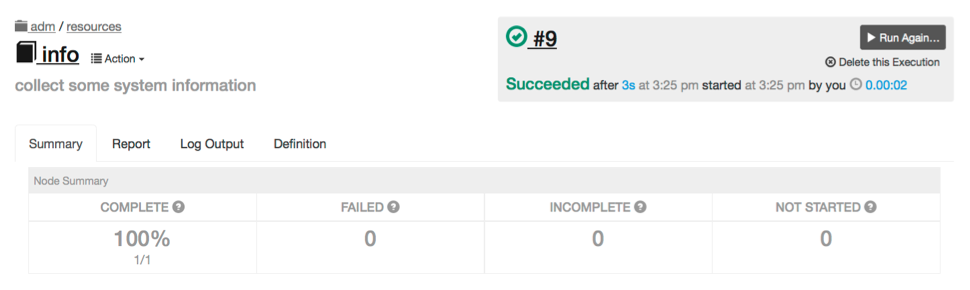 adm / resources
info Action
collect some system information
#9
Run Again...
Delete this Execution
Succeeded after 3s at 3:25 pm started at 3:25 pm by you 0.00:02
Summary Report Log Output Definition
Node Summary
COMPLETE FAILED INCOMPLETE NOT STARTED
100% 0 0 0
1/1